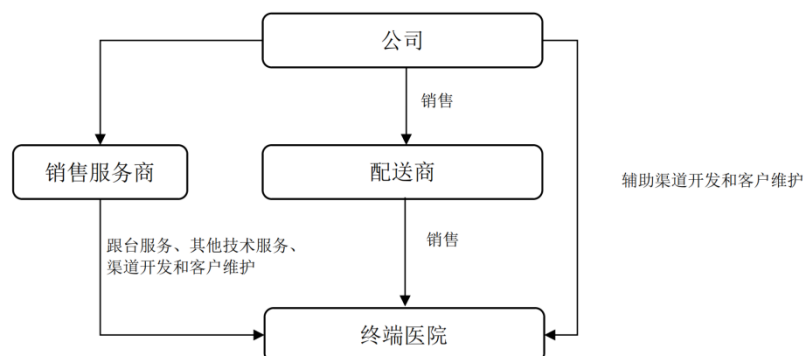 公司
销售
销售服务商
配送商
辅助渠道开发和客户维护
跟台服务、其他技术服务、
渠道开发和客户维护
销售
终端医院